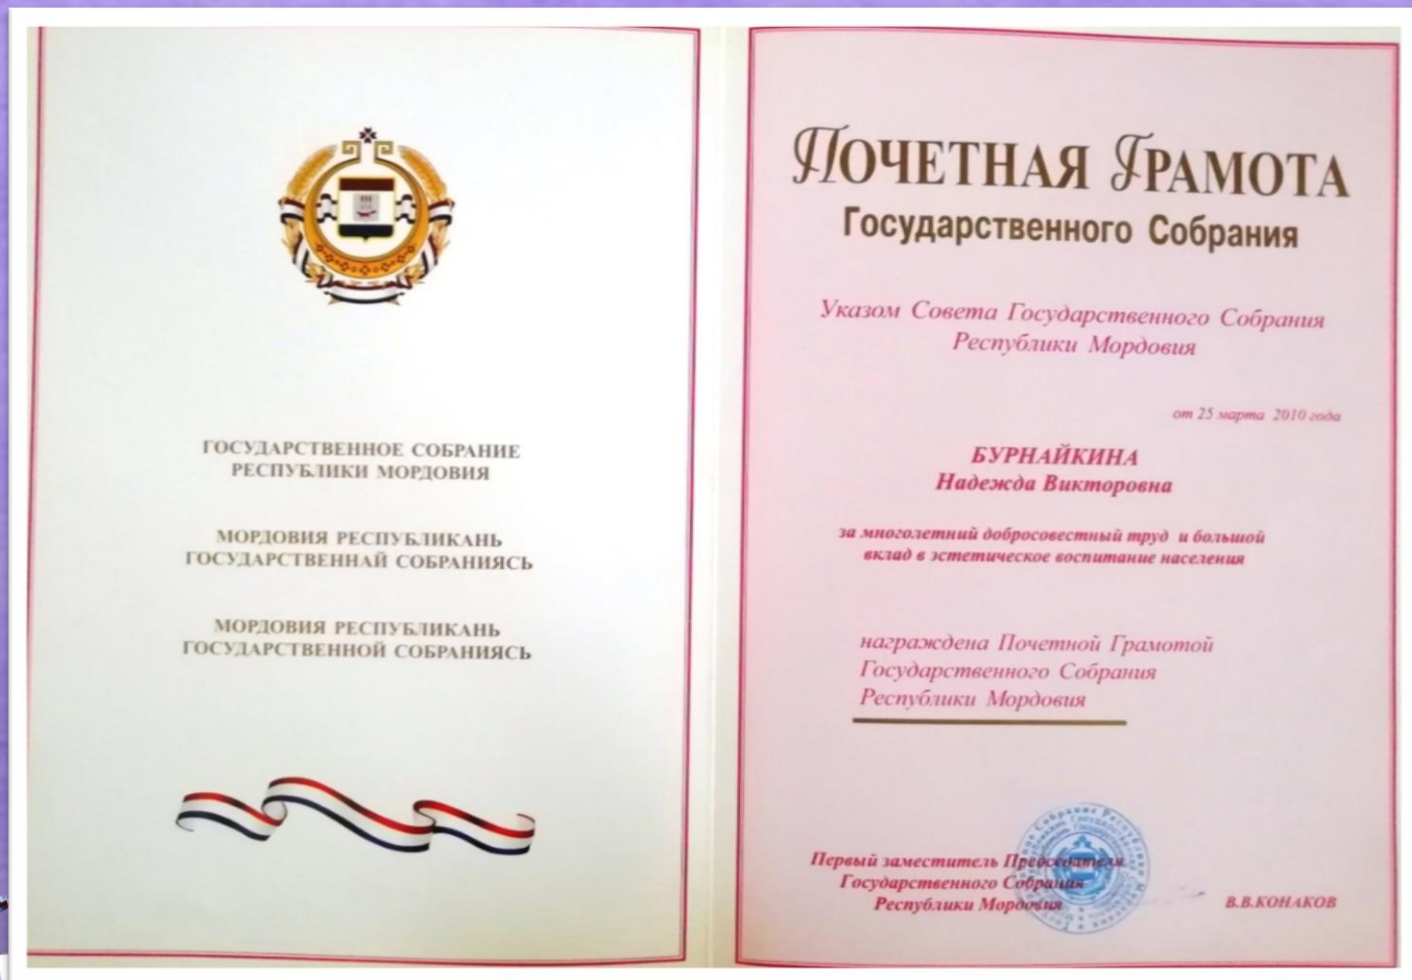 ГОСУДАРСТВЕННОЕ СОБРАНИЕ
РЕСПУБЛИКИ МОРДОВИЯ
МОРДОВИЯ РЕСПУБЛИКАНЬ
ГОСУДАРСТВЕННАЙ СОБРАНИЯСЬ
МОРДОВИЯ РЕСПУБЛИКАНЬ
ГОСУДАРСТВЕННОЙ СОБРАНИЯСЬ
ПОЧЕТНАЯ ГРАМОТА
Государственного Собрания
Указом Совета Государственного Собрания
Республики Мордовия
от 25 марта 2010 года
БУРНАЙКИНА
Надежда Викторовна
за многолетний добросовестный труд и большой
вклад в эстетическое воспитание населения
награждена Почетной Грамотой
Государственного Собрания
Республики Мордовия
Первый заместитель Председателя
Государственного Собрания
Республики Мордовия
В.В.КОНАКОВ